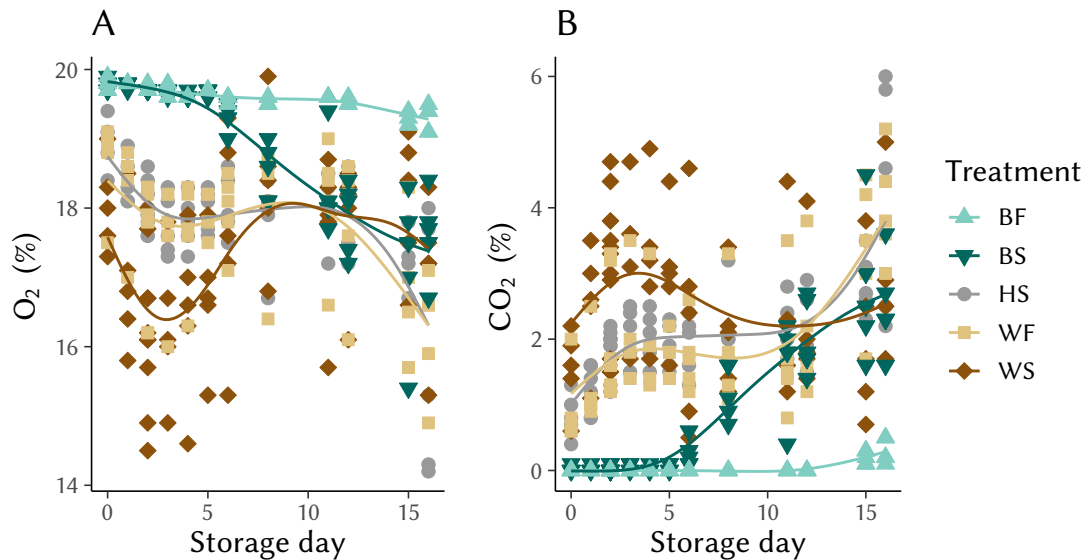 A
O₂ (%)
20
18
16
14
0
5
10
15
Storage day
B
CO₂ (%)
6
4
2
0
0
5
10
15
Storage day
Treatment
BF
BS
HS
WF
WS